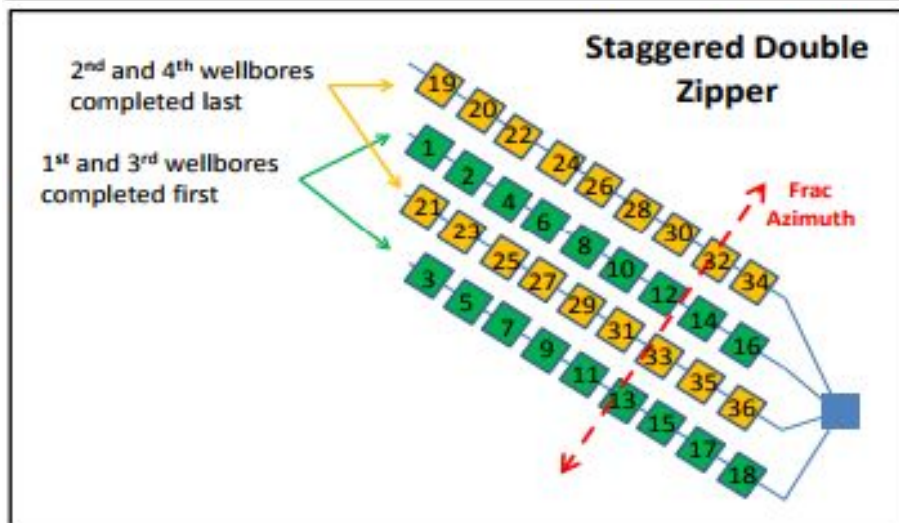 Staggered Double
Zipper
2nd and 4th wellbores
completed last
1st and 3rd wellbores
completed first
Frac
Azimuth
19 20 22 24 26 28 30 32 34
1 2 4 6 8 10 12 14 16
21 23 25 27 29 31 33 35 36
3 5 7 9 11 13 15 17 18